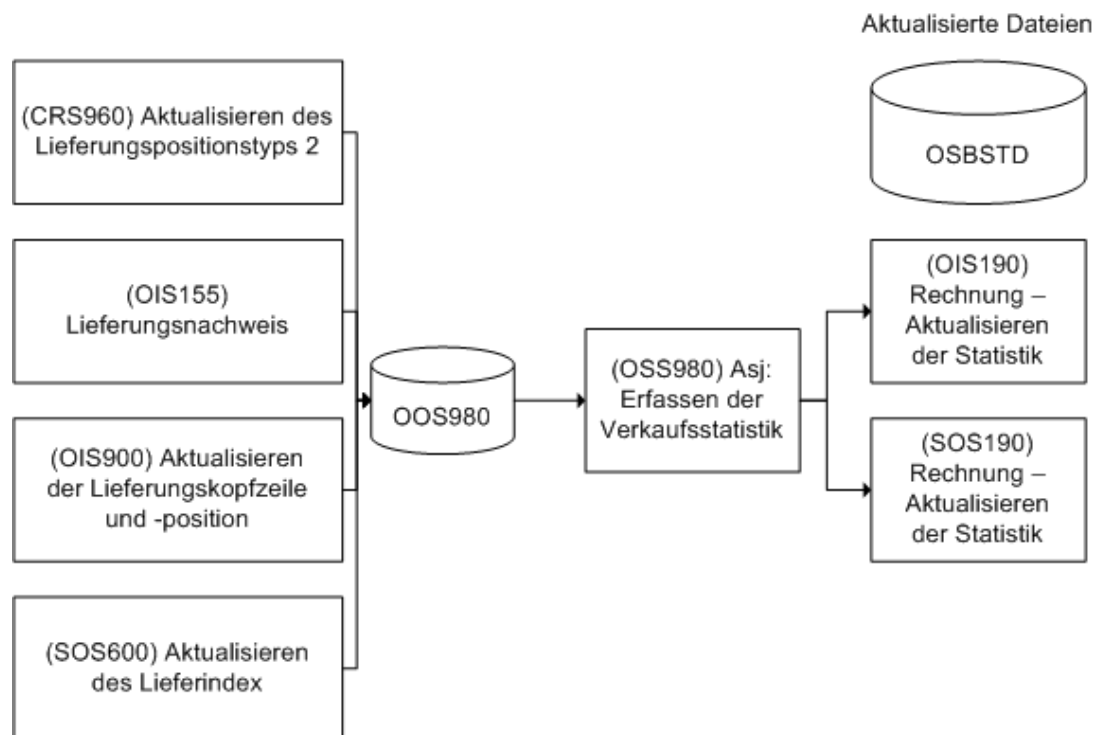 Aktualisierte Dateien
(CRS960) Aktualisieren des
Lieferungspositionstyps 2
OSBSTD
(OIS155)
Lieferungsnachweis
(OIS190)
Rechnung –
Aktualisieren
der Statistik
OOS980
(OSS980) Asj:
Erfassen der
Verkaufsstatistik
(OIS900) Aktualisieren
der Lieferungskopfzeile
und -position
(SOS190)
Rechnung –
Aktualisieren
der Statistik
(SOS600) Aktualisieren
des Lieferindex